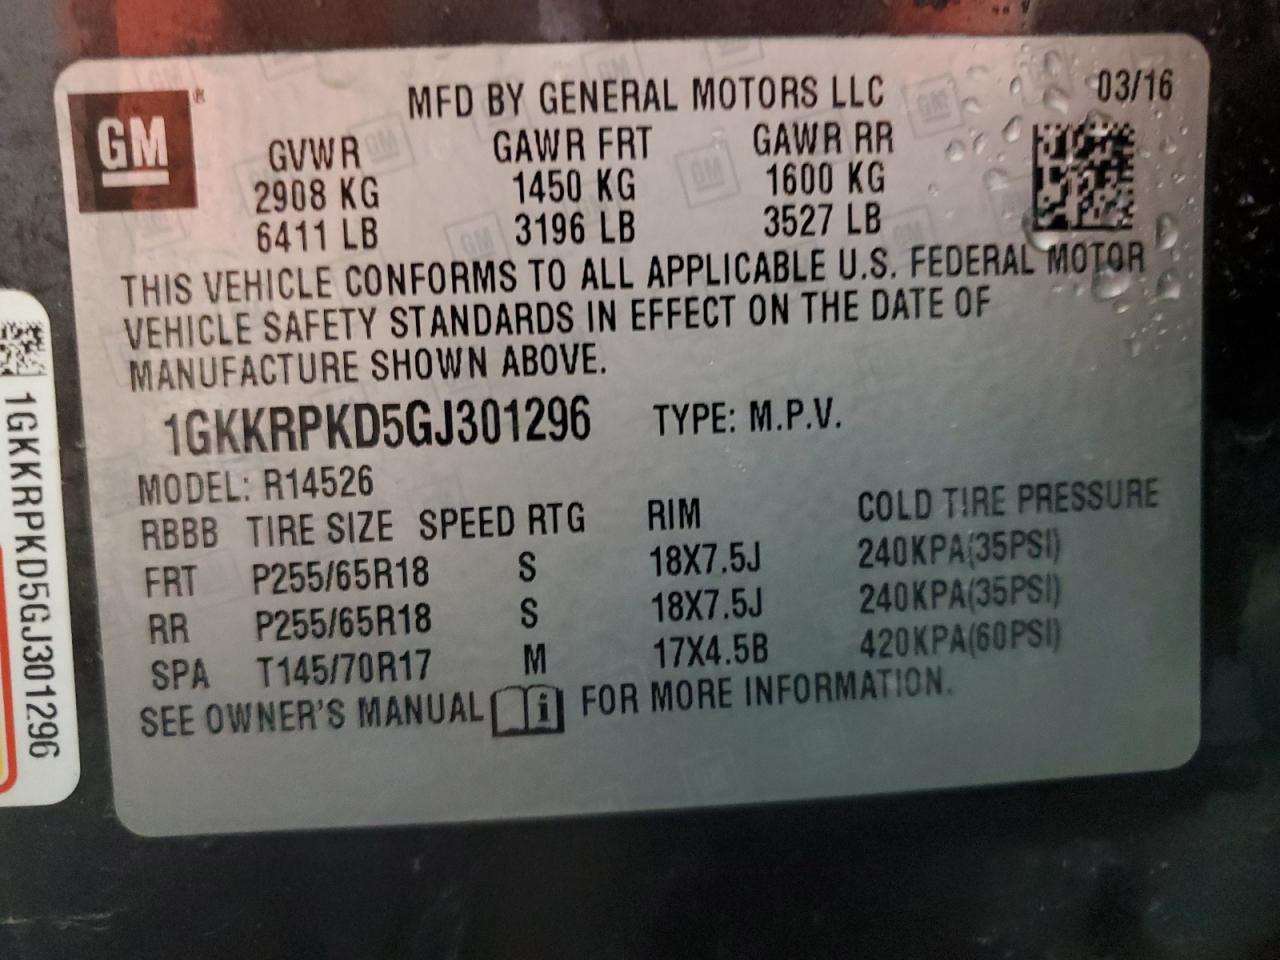 GM ®
MFD BY GENERAL MOTORS LLC 03/16
GVWR GAWR FRT GAWR RR
2908 KG 1450 KG 1600 KG
6411 LB 3196 LB 3527 LB
THIS VEHICLE CONFORMS TO ALL APPLICABLE U.S. FEDERAL MOTOR
VEHICLE SAFETY STANDARDS IN EFFECT ON THE DATE OF
MANUFACTURE SHOWN ABOVE.
1GKKRPKD5GJ301296 TYPE: M.P.V.
MODEL: R14526
RBBB TIRE SIZE SPEED RTG RIM COLD TIRE PRESSURE
FRT P255/65R18 S 18X7.5J 240KPA(35PSI)
RR P255/65R18 S 18X7.5J 240KPA(35PSI)
SPA T145/70R17 M 17X4.5B 420KPA(60PSI)
SEE OWNER'S MANUAL i FOR MORE INFORMATION.
1GKKRPKD5GJ301296